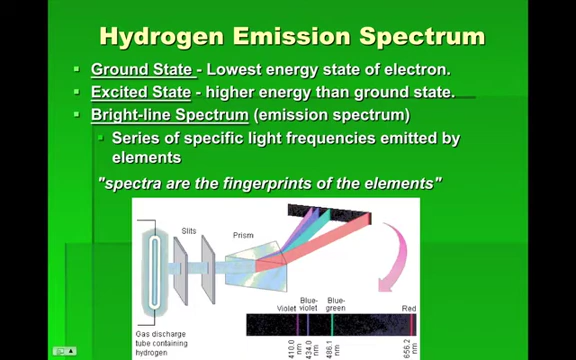 Hydrogen Emission Spectrum
Ground State - Lowest energy state of electron.
Excited State - higher energy than ground state.
Bright-line Spectrum (emission spectrum)
Series of specific light frequencies emitted by
elements
"spectra are the fingerprints of the elements"
Slits
Prism
Gas discharge
tube containing
hydrogen
Violet
Blue-
violet
Blue-
green
Red
410.0
nm
434.0
nm
486.1
nm
656.2
nm